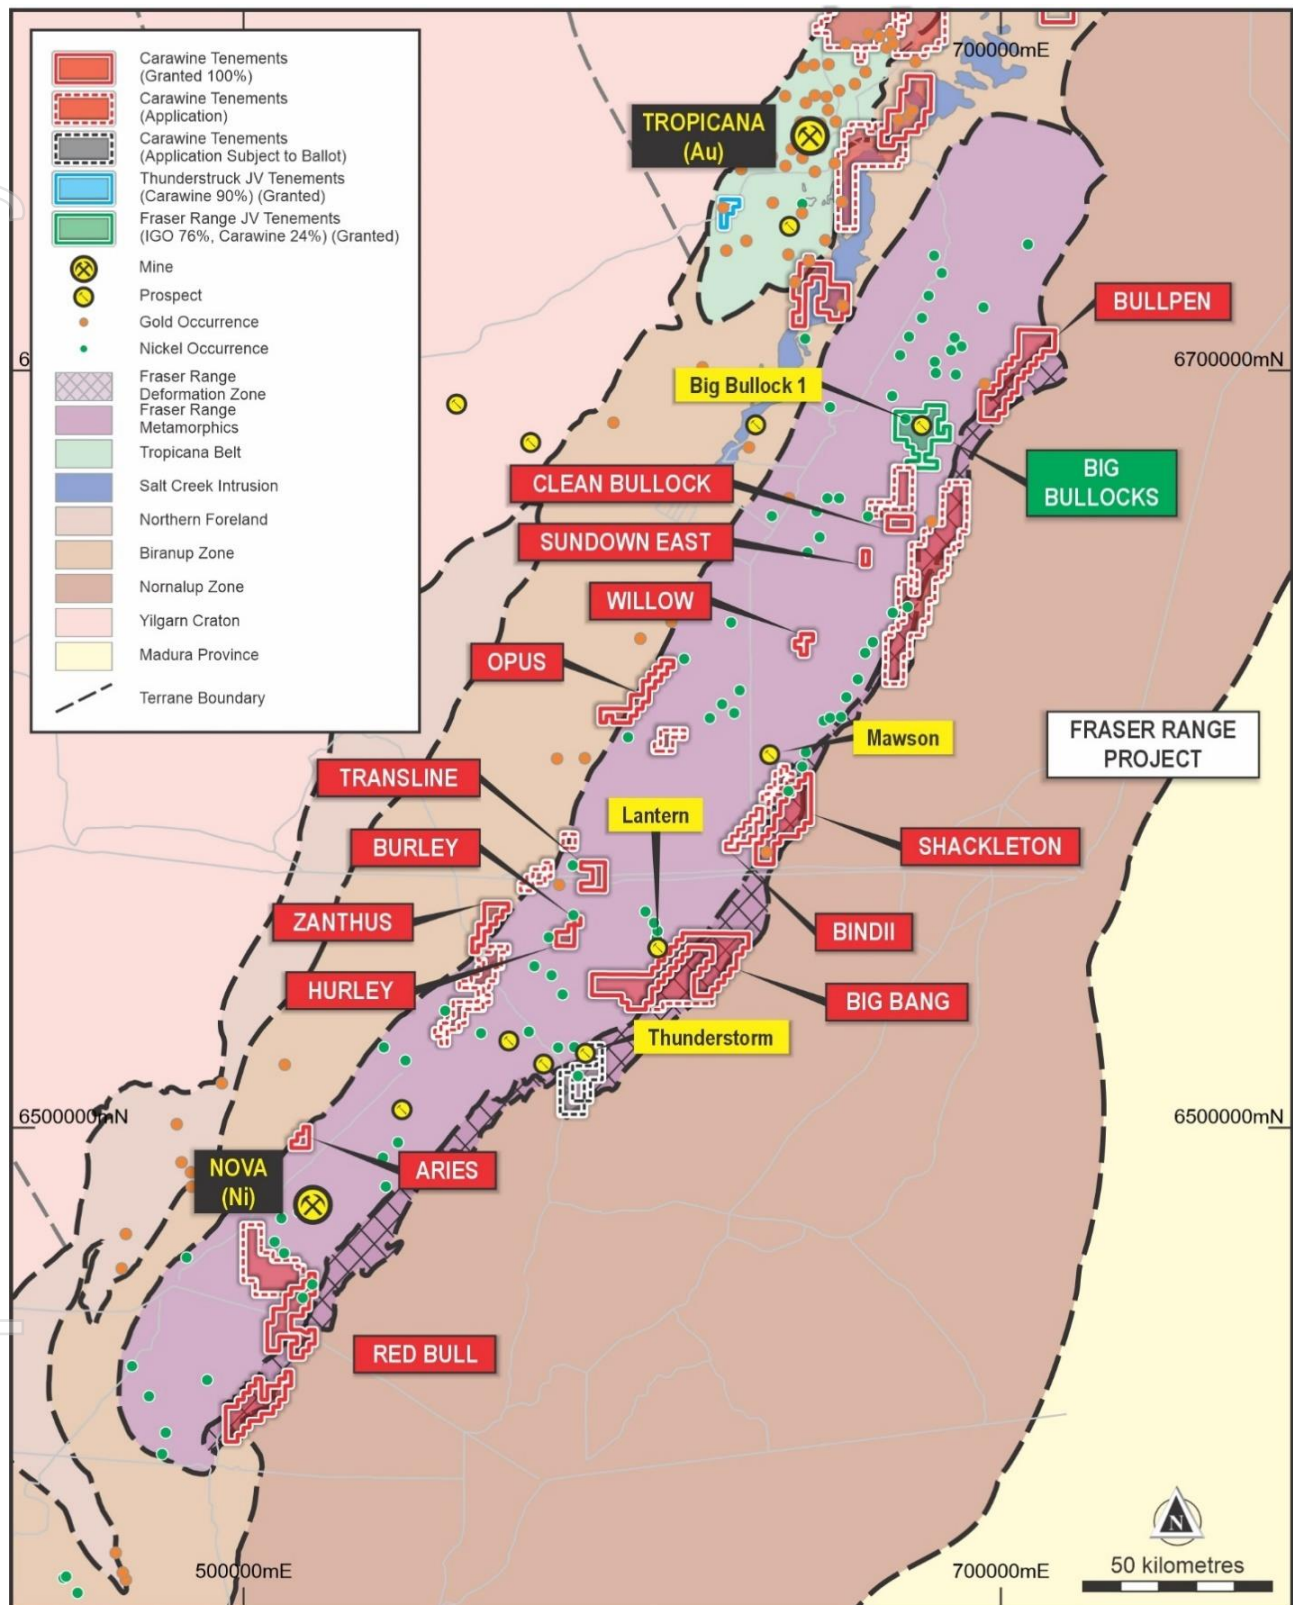 Carawine Tenements
(Granted 100%)
Carawine Tenements
(Application)
Carawine Tenements
(Application Subject to Ballot)
Thunderstruck JV Tenements
(Carawine 90%) (Granted)
Fraser Range JV Tenements
(IGO 76%, Carawine 24%) (Granted)
Mine
Prospect
Gold Occurrence
Nickel Occurrence
Fraser Range
Deformation Zone
Fraser Range
Metamorphics
Tropicana Belt
Salt Creek Intrusion
Northern Foreland
Biranup Zone
Nornalup Zone
Yilgarn Craton
Madura Province
Terrane Boundary
700000mE
TROPICANA
(Au)
BULLPEN
6
6700000mN
Big Bullock 1
BIG
BULLOCKS
CLEAN BULLOCK
SUNDOWN EAST
WILLOW
OPUS
Mawson
FRASER RANGE
PROJECT
TRANSLINE
Lantern
BURLEY
SHACKLETON
ZANTHUS
BINDII
HURLEY
BIG BANG
Thunderstorm
6500000mN
6500000mN
NOVA
(Ni)
ARIES
RED BULL
N
500000mE
700000mE
50 kilometres